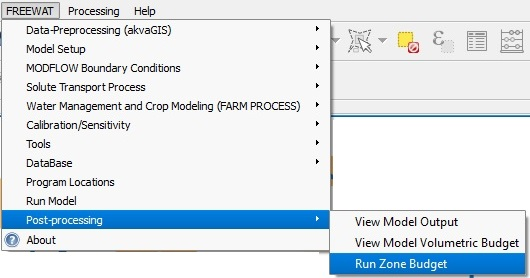 FREEWAT Processing Help
Data-Preprocessing (akvaGIS)
Model Setup
MODFLOW Boundary Conditions
Solute Transport Process
Water Management and Crop Modeling (FARM PROCESS)
Calibration/Sensitivity
Tools
DataBase
Program Locations
Run Model
Post-processing
About
View Model Output
View Model Volumetric Budget
Run Zone Budget